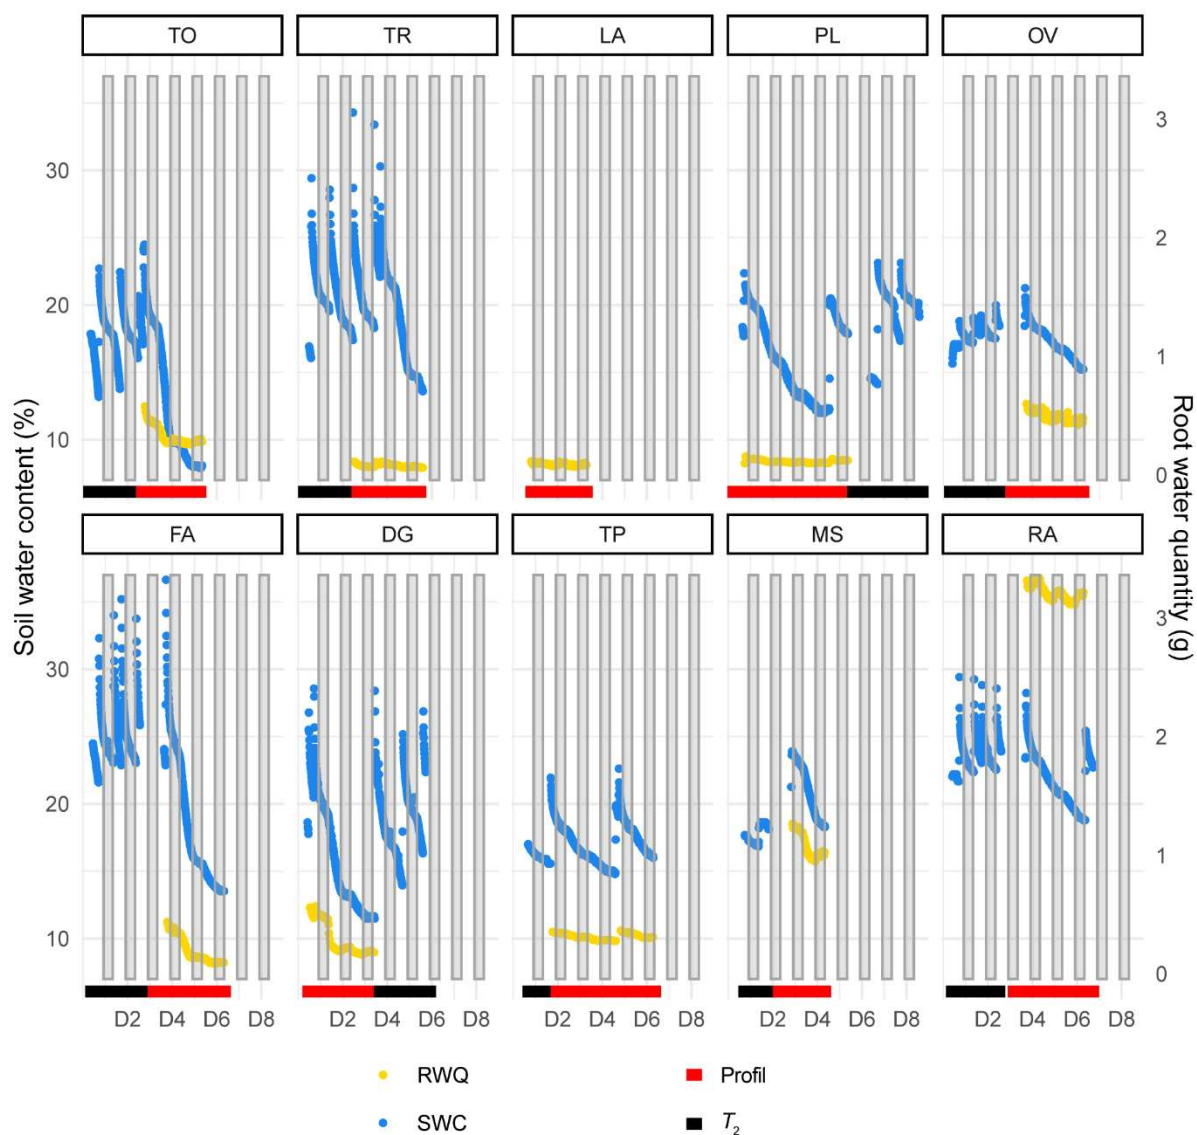 TO TR LA PL OV
30
20
10
3
2
1
0
Soil water content (%)
Root water quantity (g)
FA DG TP MS RA
30
20
10
3
2
1
0
D2 D4 D6 D8 D2 D4 D6 D8 D2 D4 D6 D8 D2 D4 D6 D8 D2 D4 D6 D8
RWQ Profil
SWC T₂